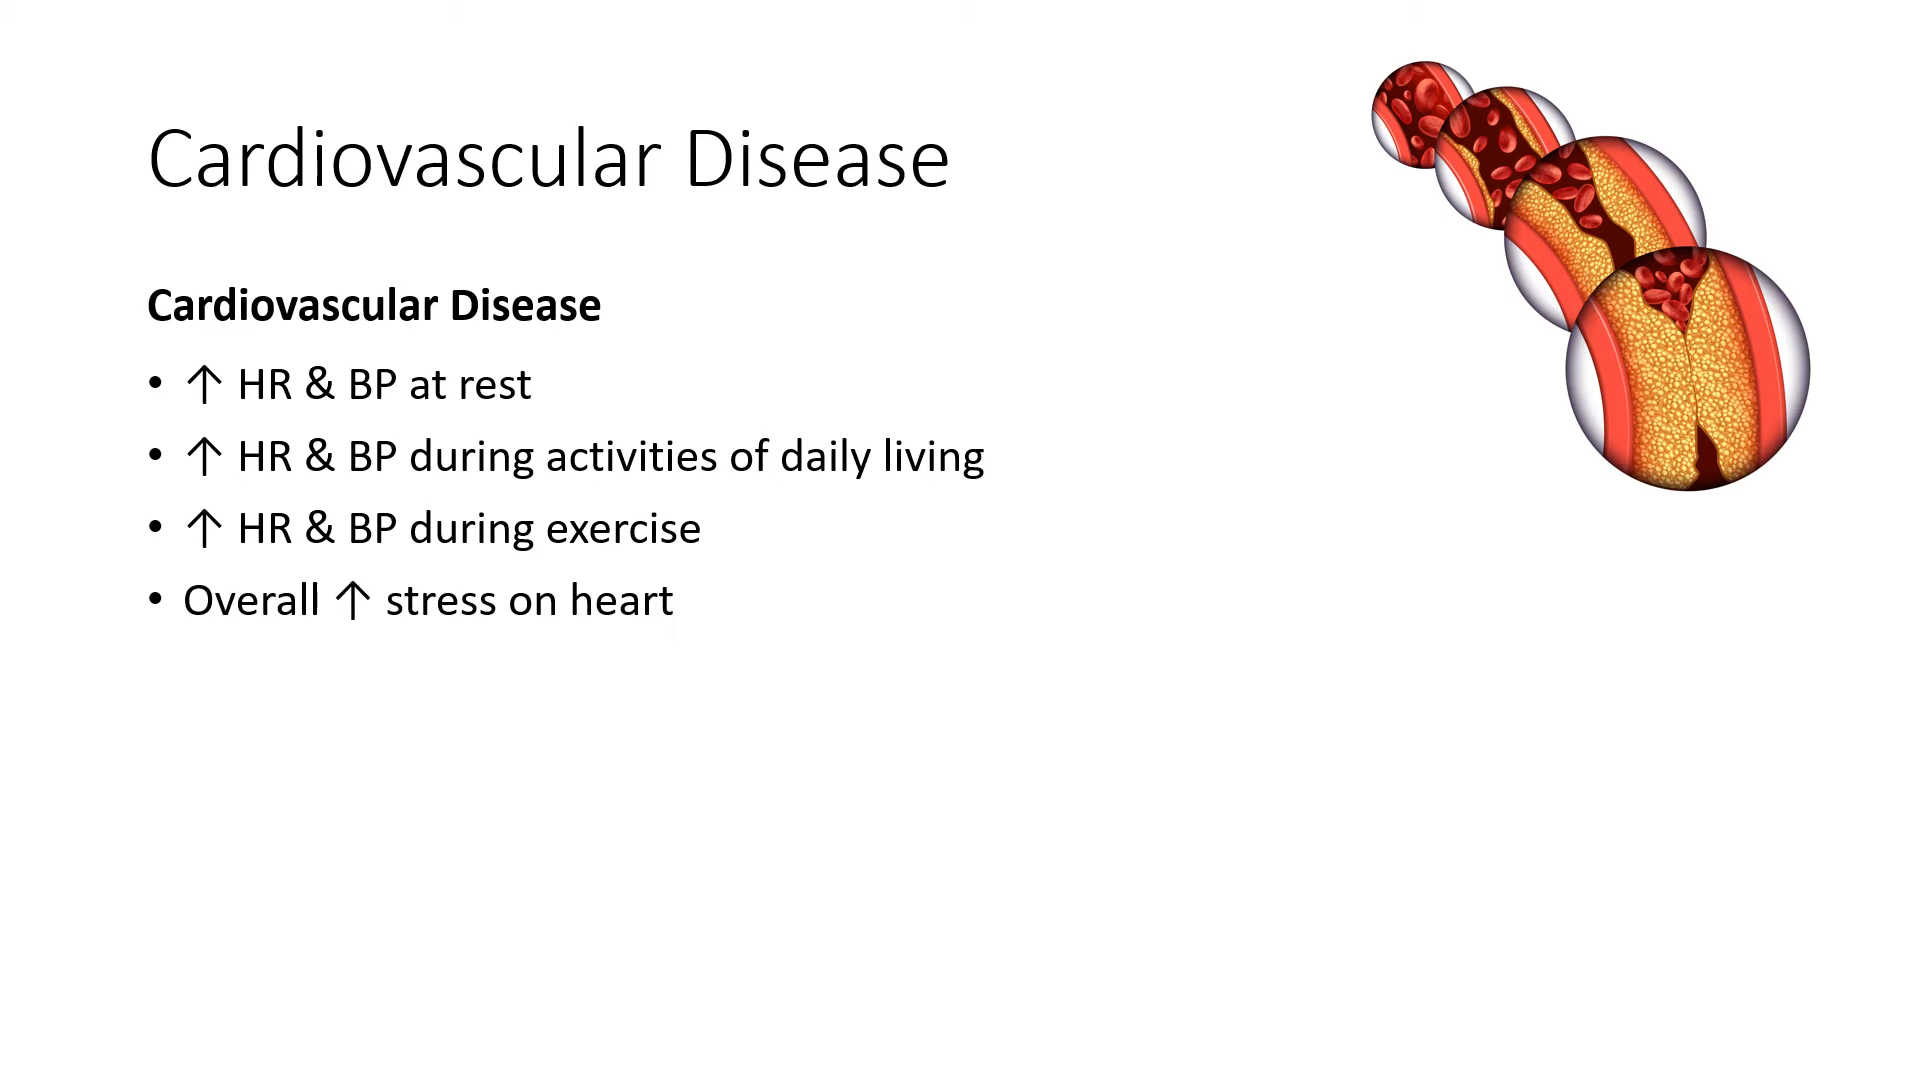 Cardiovascular Disease
Cardiovascular Disease
• ↑ HR & BP at rest
• ↑ HR & BP during activities of daily living
• ↑ HR & BP during exercise
• Overall ↑ stress on heart